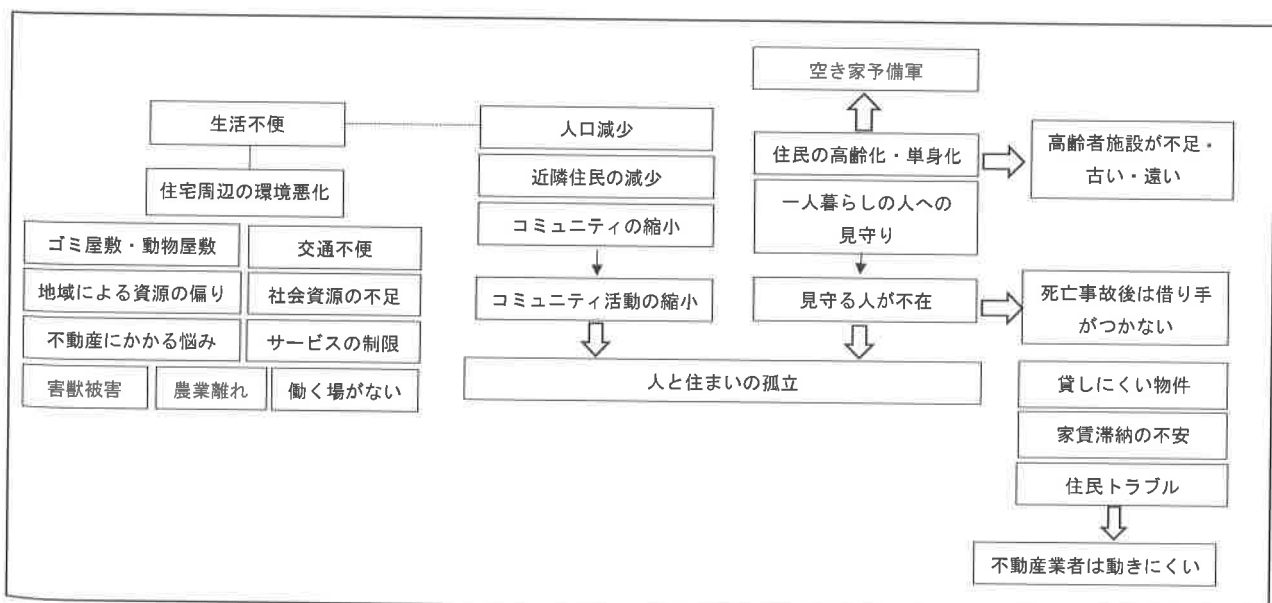 空き家予備軍
生活不便
人口減少
住民の高齢化・単身化
高齢者施設が不足・
古い・遠い
住宅周辺の環境悪化
近隣住民の減少
一人暮らしの人への
見守り
ゴミ屋敷・動物屋敷
交通不便
コミュニティの縮小
地域による資源の偏り
社会資源の不足
コミュニティ活動の縮小
見守る人が不在
死亡事故後は借り手
がつかない
不動産にかかる悩み
サービスの制限
害獣被害
農業離れ
働く場がない
人と住まいの孤立
貸しにくい物件
家賃滞納の不安
住民トラブル
不動産業者は動きにくい